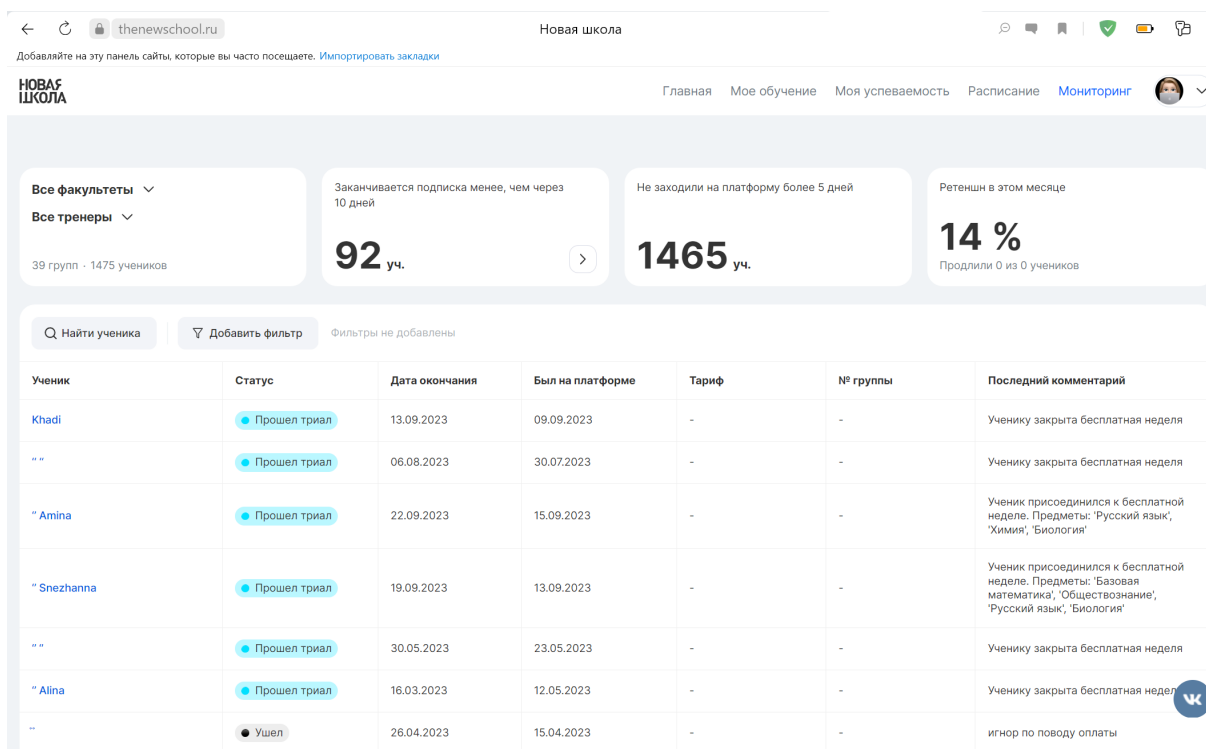 thenewschool.ru Новая школа
Добавляйте на эту панель сайты, которые вы часто посещаете. Импортировать закладки
НОВАЯ
ШКОЛА
Главная Мое обучение Моя успеваемость Расписание Мониторинг
Все факультеты
Все тренеры
39 групп · 1475 учеников
Заканчивается подписка менее, чем через
10 дней
92 уч.
Не заходили на платформу более 5 дней
1465 уч.
Ретеншн в этом месяце
14 %
Продлили 0 из 0 учеников
Найти ученика Добавить фильтр Фильтры не добавлены
Ученик Статус Дата окончания Был на платформе Тариф № группы Последний комментарий
Khadi Прошел триал 13.09.2023 09.09.2023 - - Ученику закрыта бесплатная неделя
" " Прошел триал 06.08.2023 30.07.2023 - - Ученику закрыта бесплатная неделя
" Amina Прошел триал 22.09.2023 15.09.2023 - - Ученик присоединился к бесплатной
неделе. Предметы: 'Русский язык',
'Химия', 'Биология'
" Snezhanna Прошел триал 19.09.2023 13.09.2023 - - Ученик присоединился к бесплатной
неделе. Предметы: 'Базовая
математика', 'Обществознание',
'Русский язык', 'Биология'
" " Прошел триал 30.05.2023 23.05.2023 - - Ученику закрыта бесплатная неделя
" Alina Прошел триал 16.03.2023 12.05.2023 - - Ученику закрыта бесплатная недел
" Ушел 26.04.2023 15.04.2023 - - игнор по поводу оплаты